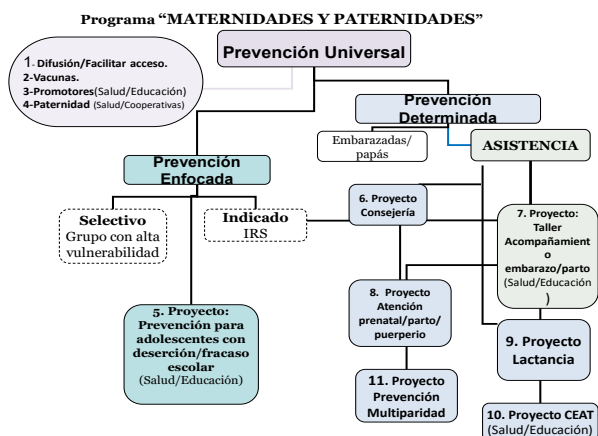 Programa “MATERNIDADES Y PATERNIDADES”
Prevención Universal
1. Difusión/Facilitar acceso.
2-Vacunas.
3-Promotores(Salud/Educación)
4-Paternidad (Salud/Cooperativas)
Prevención
Determinada
Embarazadas/
papás
ASISTENCIA
Prevención
Enfocada
Selectivo
Grupo con alta
vulnerabilidad
Indicado
IRS
6. Proyecto
Consejería
7. Proyecto:
Taller
Acompañamient
o
embarazo/parto
(Salud/Educación
)
5. Proyecto:
Prevención para
adolescentes con
deserción/fracaso
escolar
(Salud/Educación)
8. Proyecto
Atención
prenatal/parto/
puerperio
9. Proyecto
Lactancia
11. Proyecto
Prevención
Multiparidad
10. Proyecto CEAT
(Salud/Educación)